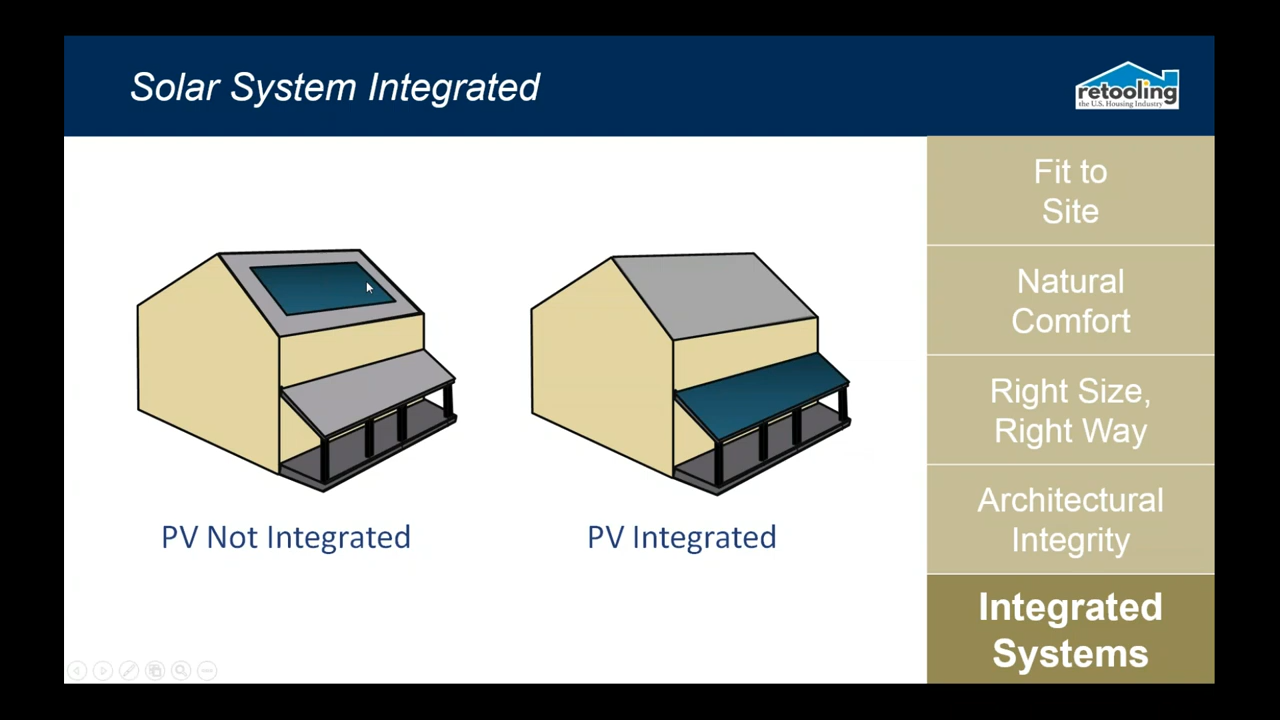 Solar System Integrated
retooling
the U.S. Housing Industry
Fit to
Site
Natural
Comfort
Right Size,
Right Way
Architectural
Integrity
Integrated
Systems
PV Not Integrated
PV Integrated